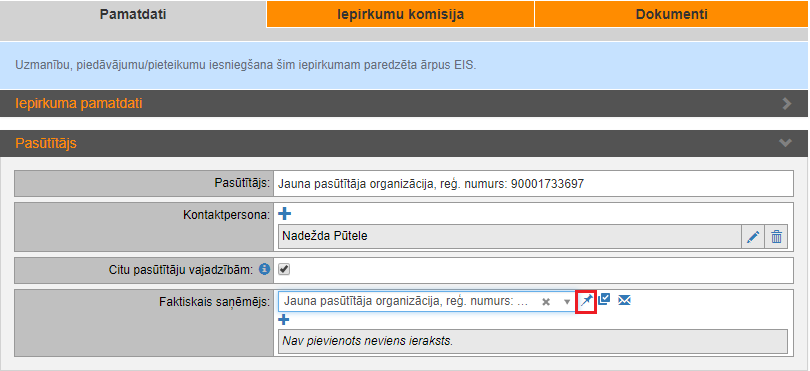 Pamatdati
Iepirkumu komisija
Dokumenti
Uzmanību, piedāvājumu/pieteikumu iesniegšana šim iepirkumam paredzēta ārpus EIS.
Iepirkuma pamatdati
Pasūtītājs
Pasūtītājs: Jauna pasūtītāja organizācija, reģ. numurs: 90001733697
Kontaktpersona:
Nadežda Pūtele
Citu pasūtītāju vajadzībām:
Faktiskais saņēmējs: Jauna pasūtītāja organizācija, reģ. numurs: ...
Nav pievienots neviens ieraksts.